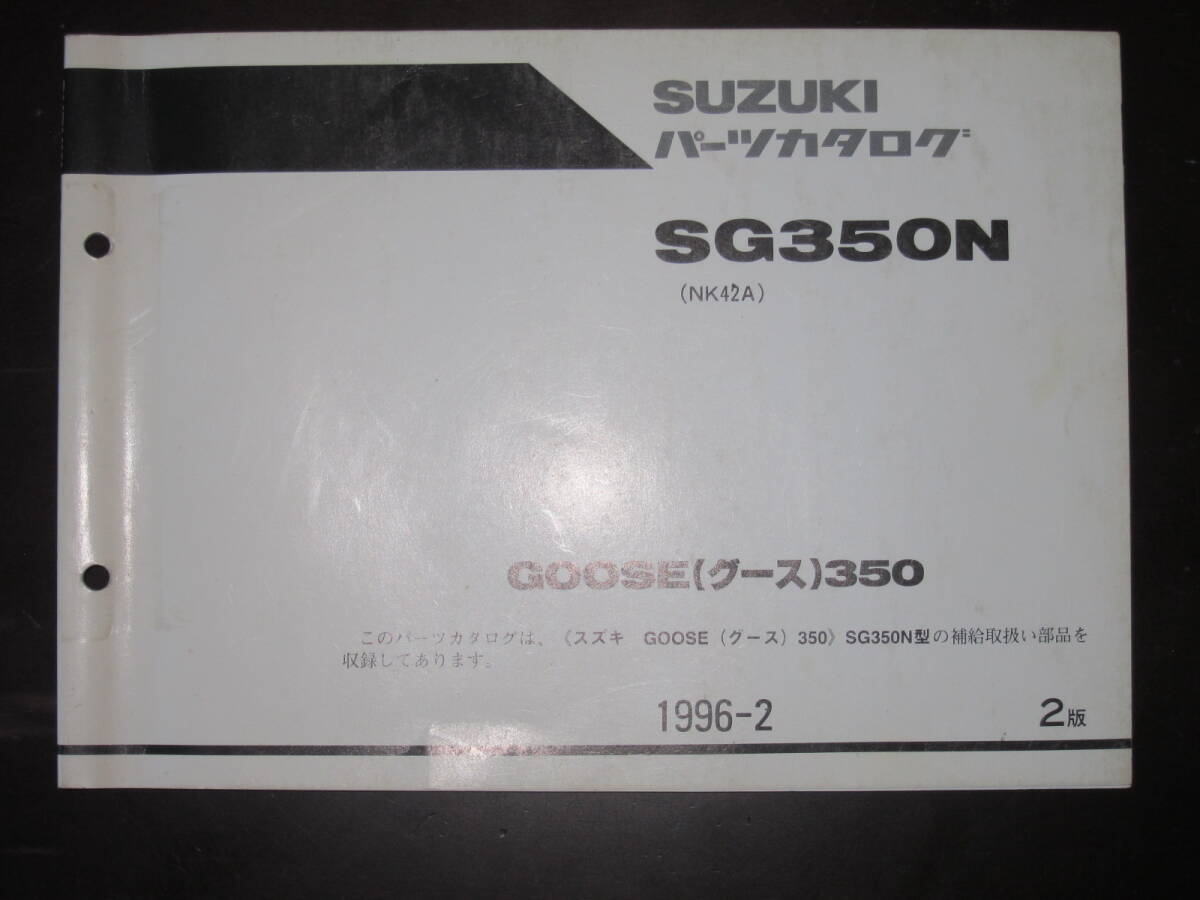 SUZUKI
パーツカタログ
SG350N
(NK42A)
GOOSE(グース)350
このパーツカタログは、《スズキ GOOSE(グース)350》SG350N型の補給取扱い部品を
収録してあります。
1996-2
2版